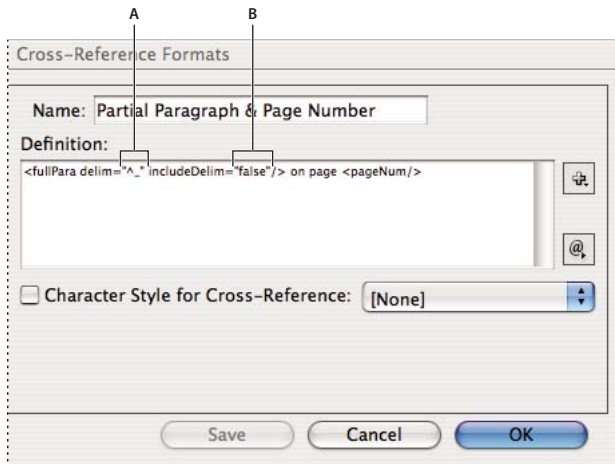 A B
Cross-Reference Formats
Name: Partial Paragraph & Page Number
Definition:
<fullPara delim="^_" includeDelim="false"/> on page <pageNum/>
@
Character Style for Cross-Reference: [None]
Save Cancel OK